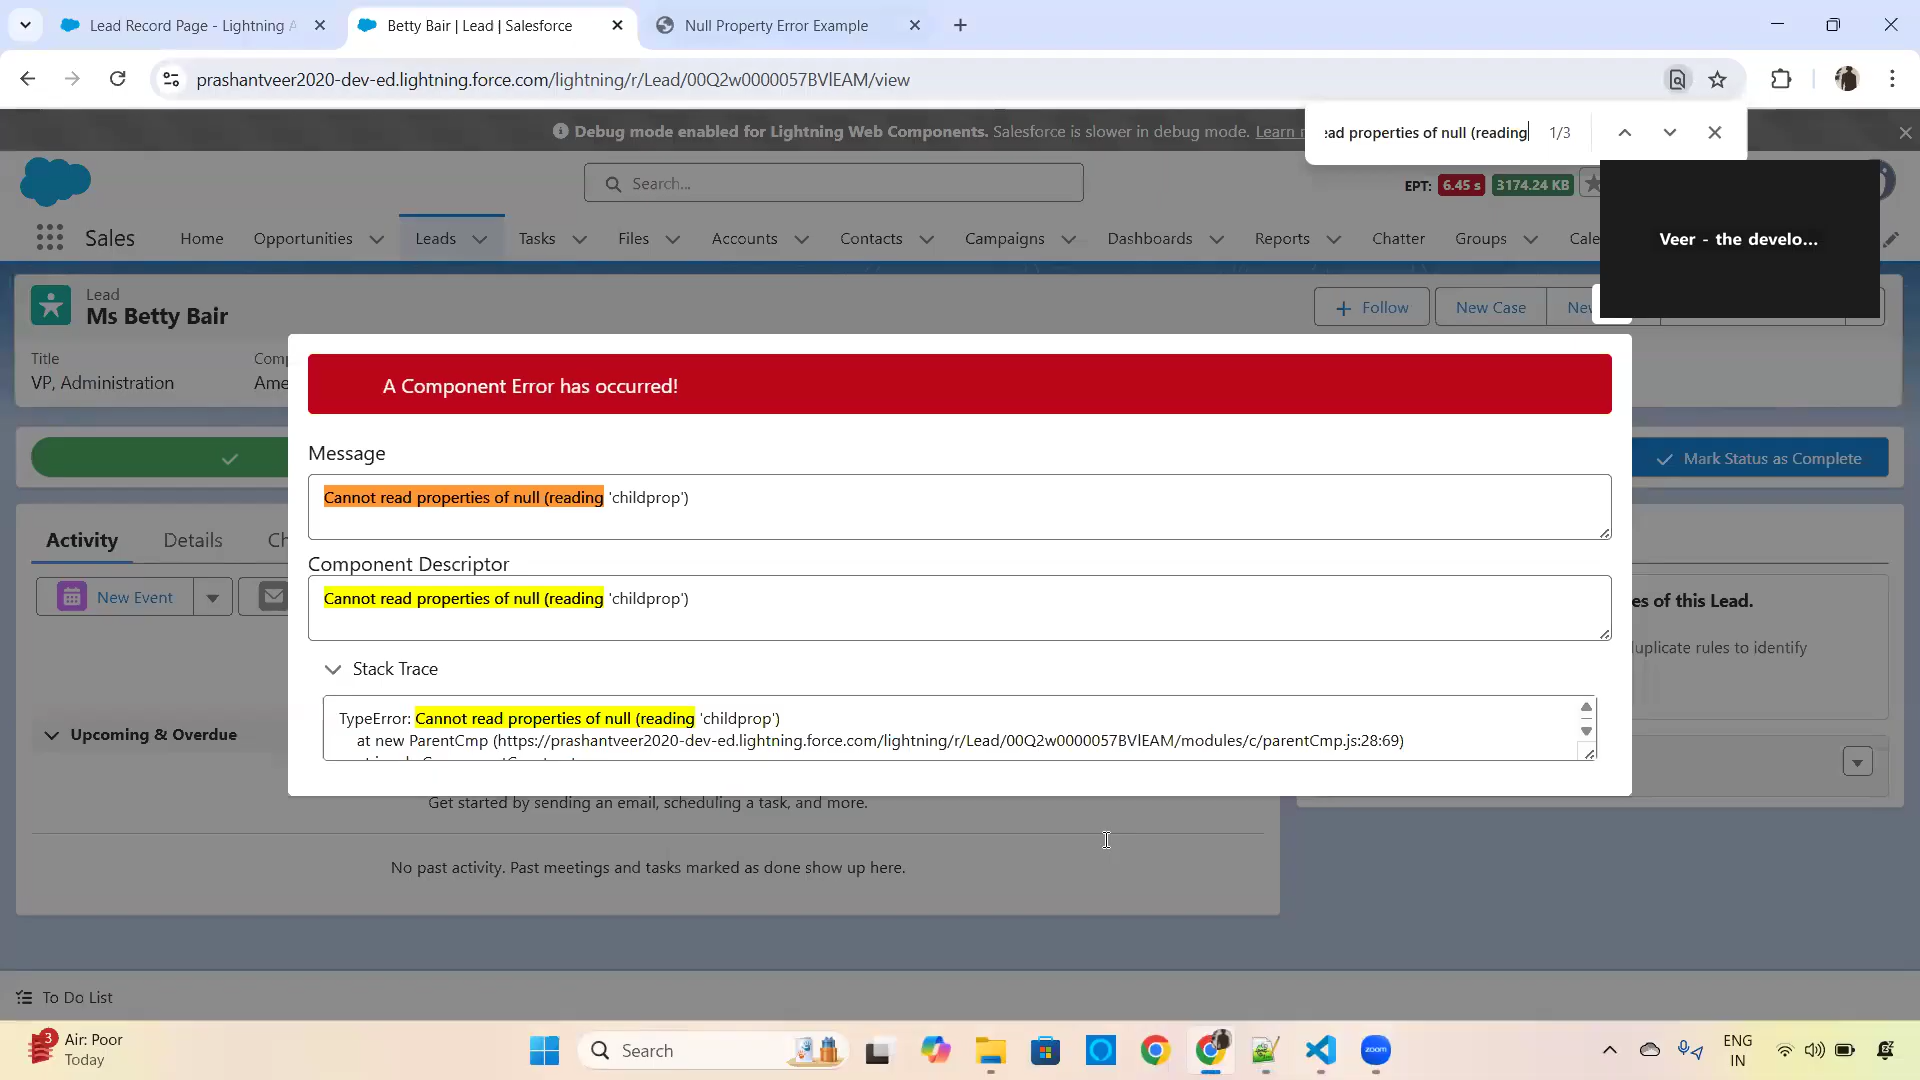 Lead Record Page - Lightning A
Betty Bair | Lead | Salesforce
Null Property Error Example
prashantveer2020-dev-ed.lightning.force.com/lightning/r/Lead/00Q2w0000057BVlEAM/view
Debug mode enabled for Lightning Web Components. Salesforce is slower in debug mode. Learn
ead properties of null (reading 1/3
Search...
EPT: 6.45 s 3174.24 KB
Veer - the develo...
Sales Home Opportunities Leads Tasks Files Accounts Contacts Campaigns Dashboards Reports Chatter Groups Cale
Lead
Ms Betty Bair
Follow New Case Ne
Title
VP, Administration
Comp
Ame
A Component Error has occurred!
Message
Cannot read properties of null (reading 'childprop')
Mark Status as Complete
Activity Details Ch
Component Descriptor
Cannot read properties of null (reading 'childprop')
New Event
es of this Lead.
uplicate rules to identify
Stack Trace
TypeError: Cannot read properties of null (reading 'childprop')
at new ParentCmp (https://prashantveer2020-dev-ed.lightning.force.com/lightning/r/Lead/00Q2w0000057BVlEAM/modules/c/parentCmp.js:28:69)
Upcoming & Overdue
Get started by sending an email, scheduling a task, and more.
No past activity. Past meetings and tasks marked as done show up here.
To Do List
3
Air: Poor
Today
Search
zoom
ENG
IN